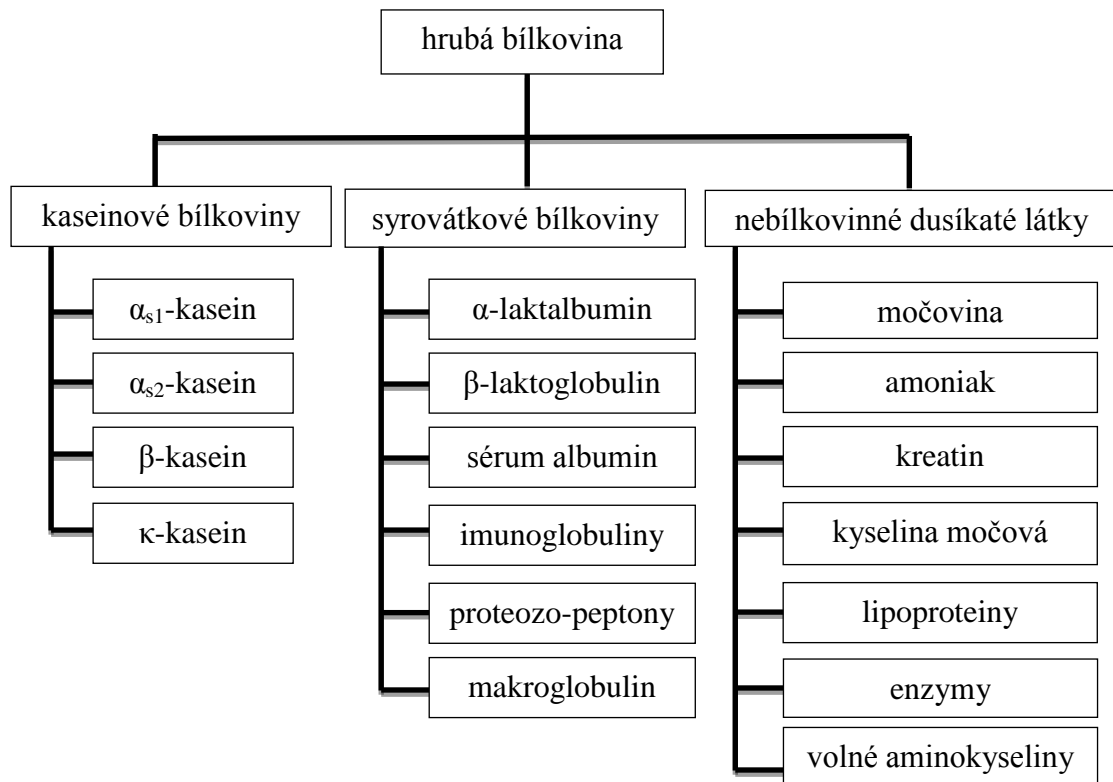 hrubá bílkovina
kaseinové bílkoviny
αs1-kasein
αs2-kasein
β-kasein
κ-kasein
syrovátkové bílkoviny
α-laktalbumin
β-laktoglobulin
sérum albumin
imunoglobuliny
proteozo-peptony
makroglobulin
nebílkovinné dusíkaté látky
močovina
amoniak
kreatin
kyselina močová
lipoproteiny
enzymy
volné aminokyseliny